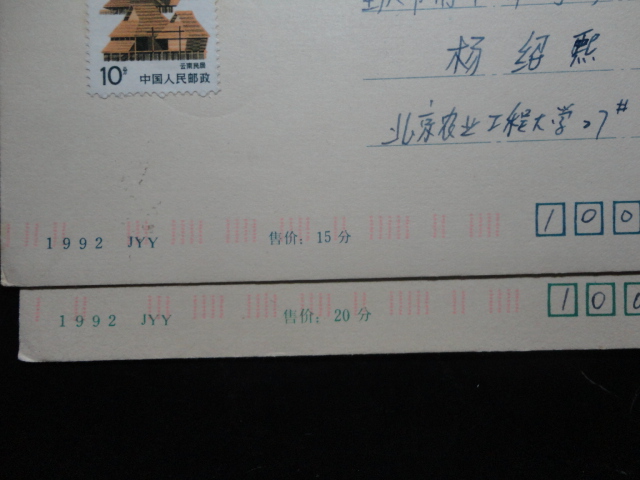 云南民居
10分
中国人民邮政
杨绍熙
北京农业工程大学27#
1992 JYY
售价：15分
100
1992 JYY
售价：20分
100